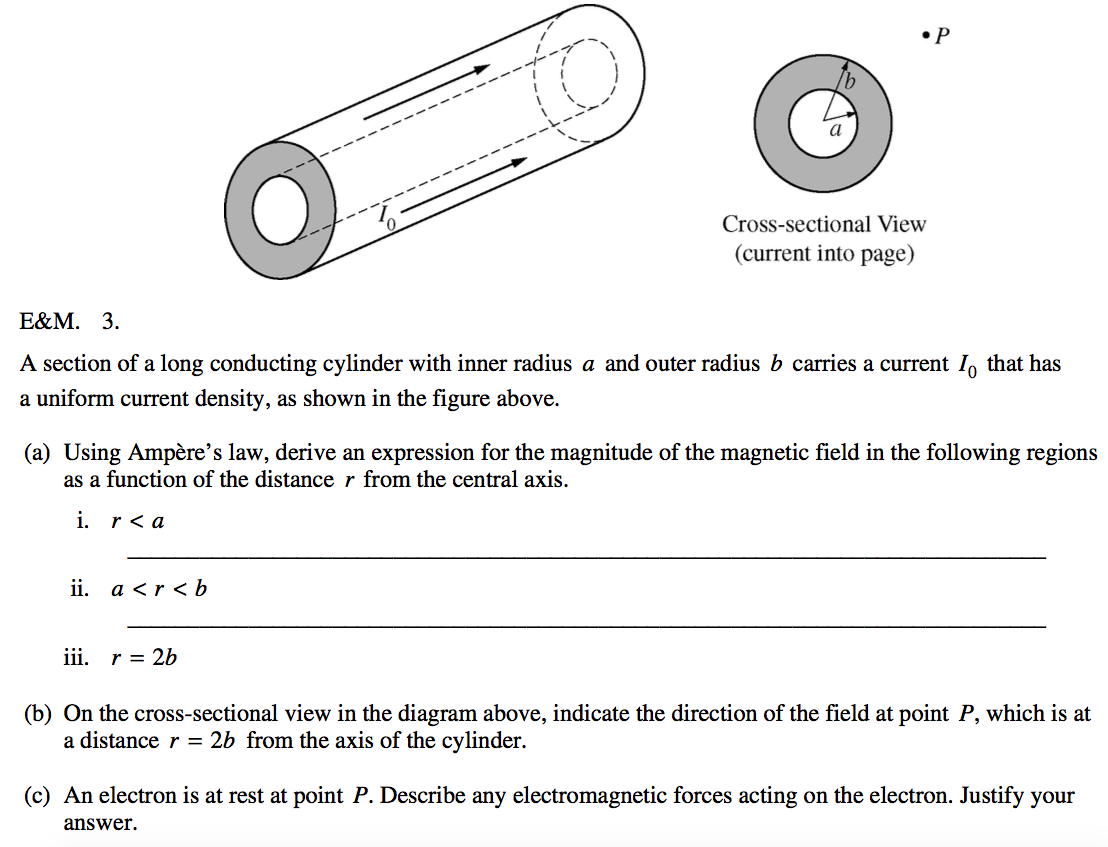 • P
b
a
I₀
Cross-sectional View
(current into page)
E&M. 3.
A section of a long conducting cylinder with inner radius a and outer radius b carries a current I₀ that has
a uniform current density, as shown in the figure above.
(a) Using Ampère's law, derive an expression for the magnitude of the magnetic field in the following regions
as a function of the distance r from the central axis.
i. r < a
ii. a < r < b
iii. r = 2b
(b) On the cross-sectional view in the diagram above, indicate the direction of the field at point P, which is at
a distance r = 2b from the axis of the cylinder.
(c) An electron is at rest at point P. Describe any electromagnetic forces acting on the electron. Justify your
answer.